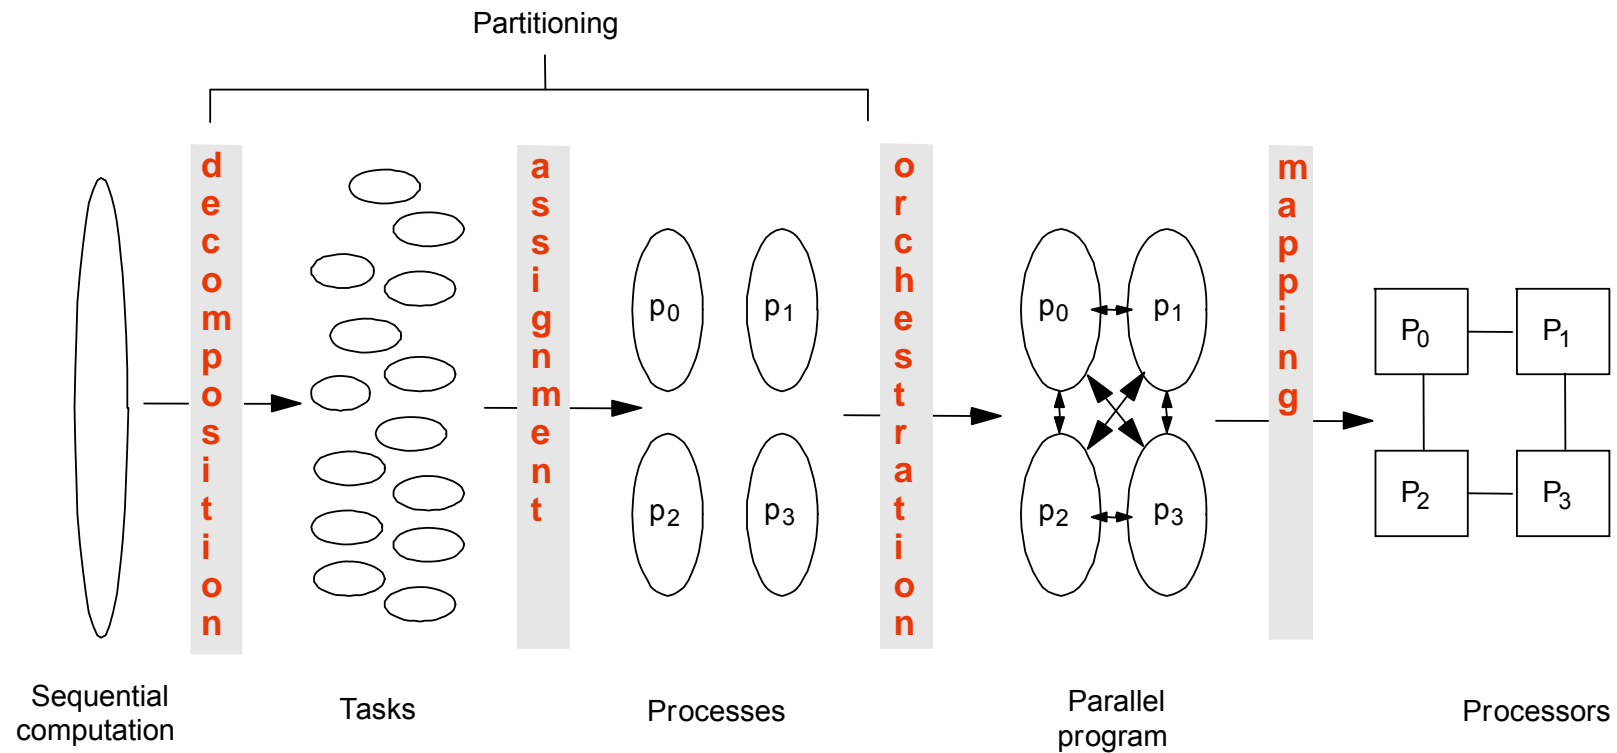 Partitioning
decomposition
assignment
orchestration
mapping
p0
p1
p2
p3
p0
p1
p2
p3
P0
P1
P2
P3
Sequential
computation
Tasks
Processes
Parallel
program
Processors